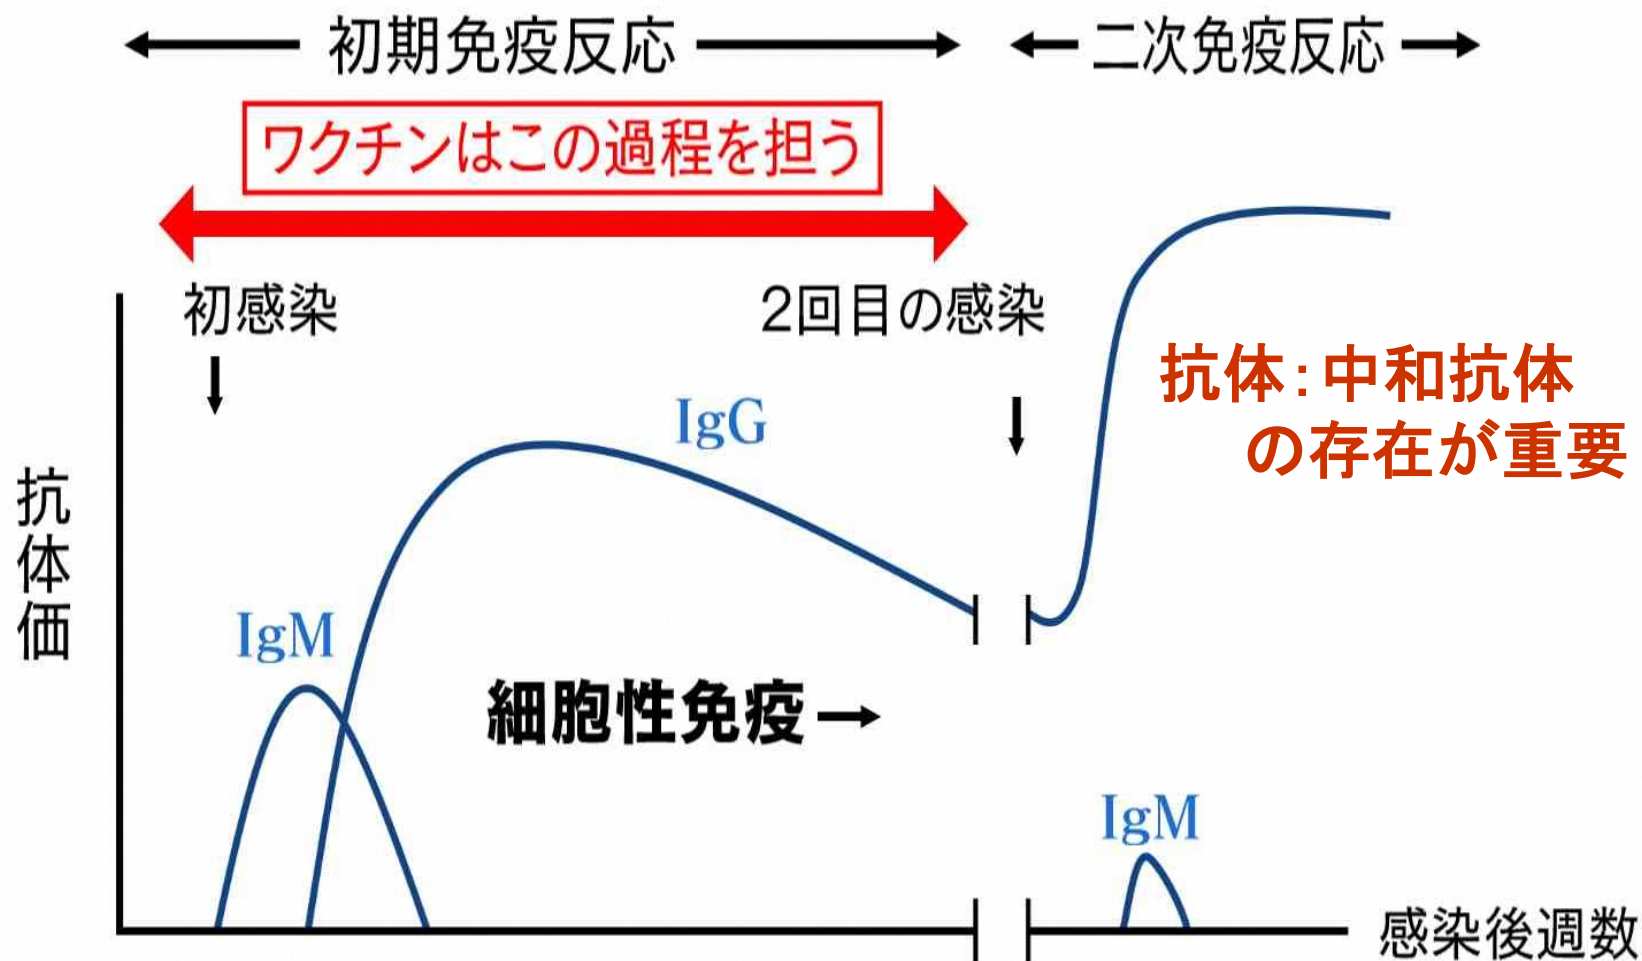 初期免疫反応
二次免疫反応
ワクチンはこの過程を担う
初感染
2回目の感染
抗体:中和抗体
の存在が重要
IgG
抗体価
IgM
細胞性免疫
IgM
感染後週数